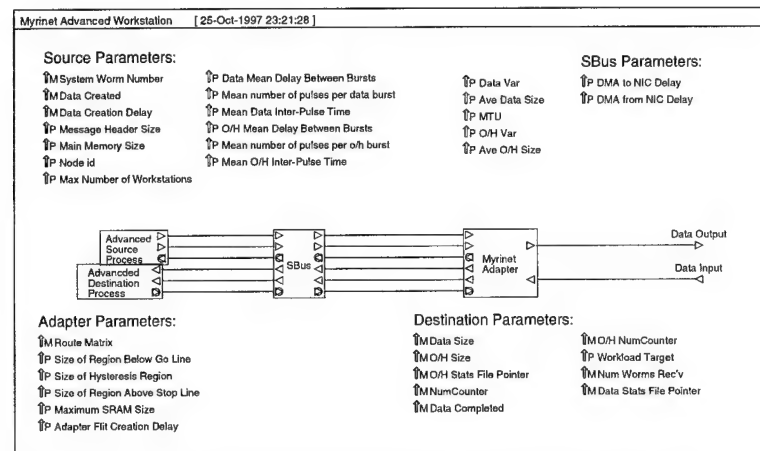 Myrinet Advanced Workstation [ 25-Oct-1997 23:21:28 ]
Source Parameters:
⇑M System Worm Number
⇑M Data Created
⇑M Data Creation Delay
⇑P Message Header Size
⇑P Main Memory Size
⇑P Node id
⇑P Max Number of Workstations
⇑P Data Mean Delay Between Bursts
⇑P Mean number of pulses per data burst
⇑P Mean Data Inter-Pulse Time
⇑P O/H Mean Delay Between Bursts
⇑P Mean number of pulses per o/h burst
⇑P Mean O/H Inter-Pulse Time
⇑P Data Var
⇑P Ave Data Size
⇑P MTU
⇑P O/H Var
⇑P Ave O/H Size
SBus Parameters:
⇑P DMA to NIC Delay
⇑P DMA from NIC Delay
Advanced
Source
Process
Advancded
Destination
Process
SBus
Myrinet
Adapter
Data Output
Data Input
Adapter Parameters:
⇑M Route Matrix
⇑P Size of Region Below Go Line
⇑P Size of Hysteresis Region
⇑P Size of Region Above Stop Line
⇑P Maximum SRAM Size
⇑P Adapter Flit Creation Delay
Destination Parameters:
⇑M Data Size
⇑M O/H Size
⇑M O/H Stats File Pointer
⇑M NumCounter
⇑M Data Completed
⇑M O/H NumCounter
⇑P Workload Target
⇑M Num Worms Rec'v
⇑M Data Stats File Pointer